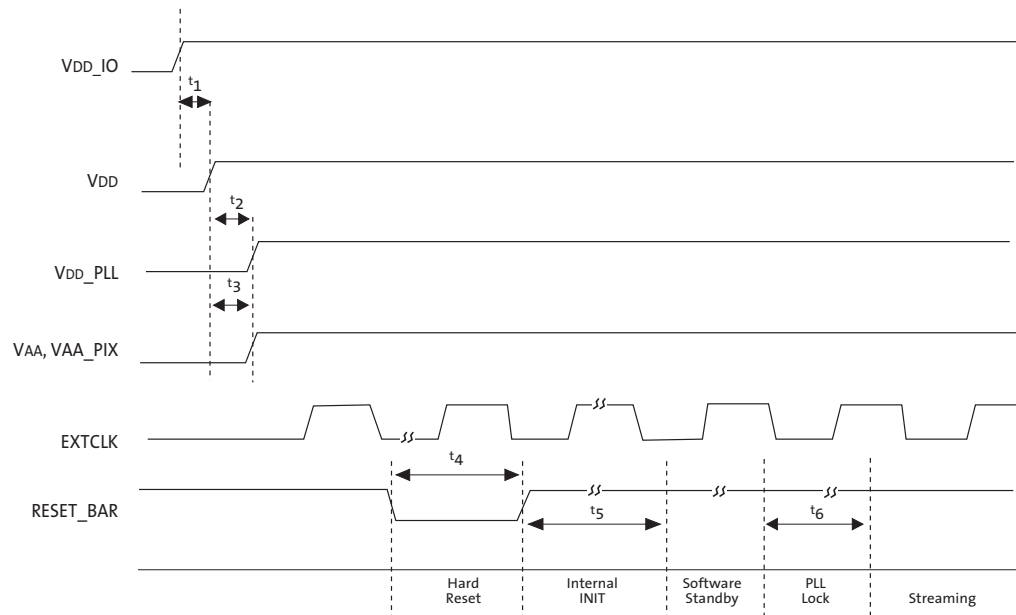 VDD_IO
t1
VDD
t2
VDD_PLL
t3
VAA, VAA_PIX
EXTCLK
t4
RESET_BAR
t5
t6
Hard
Reset
Internal
INIT
Software
Standby
PLL
Lock
Streaming